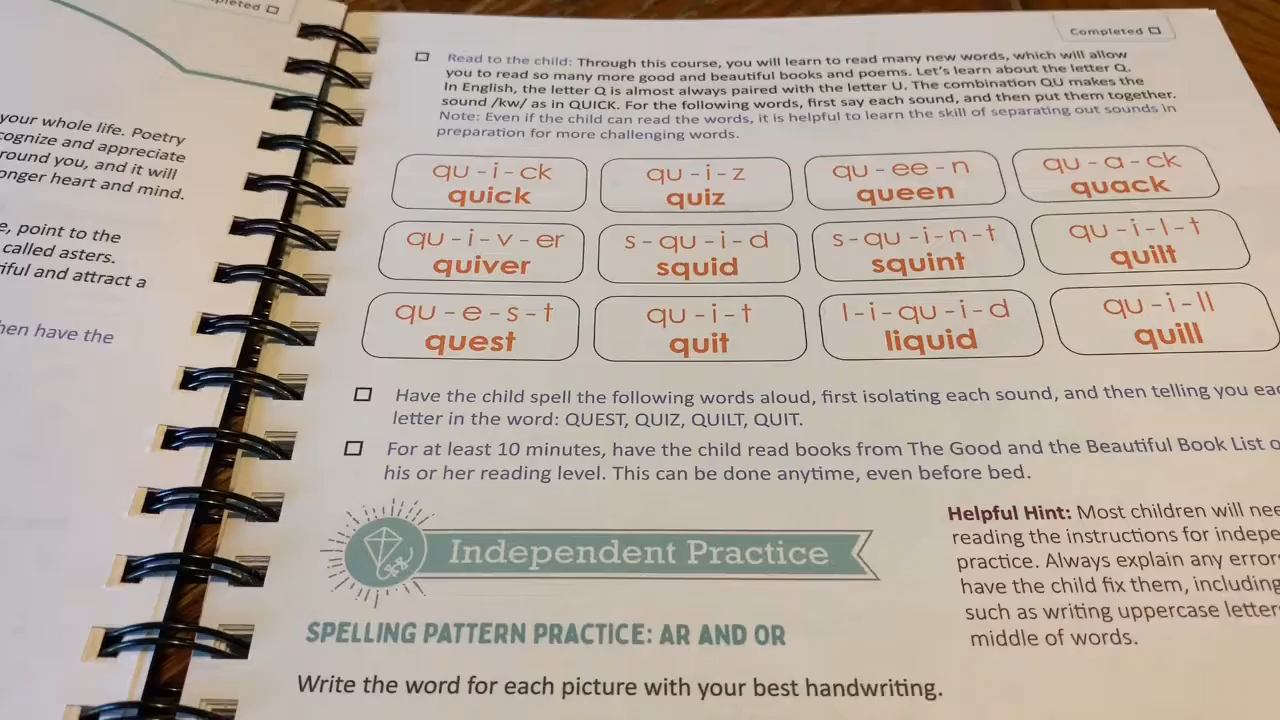 pleted
your whole life. Poetry
cognize and appreciate
round you, and it will
onger heart and mind.
e, point to the
called asters.
iful and attract a
hen have the
Completed
Read to the child: Through this course, you will learn to read many new words, which will allow
you to read so many more good and beautiful books and poems. Let's learn about the letter Q.
In English, the letter Q is almost always paired with the letter U. The combination QU makes the
sound /kw/ as in QUICK. For the following words, first say each sound, and then put them together.
Note: Even if the child can read the words, it is helpful to learn the skill of separating out sounds in
preparation for more challenging words.
qu - i - ck
quick
qu - i - z
quiz
qu - ee - n
queen
qu - a - ck
quack
qu - i - v - er
quiver
s - qu - i - d
squid
s - qu - i - n - t
squint
qu - i - l - t
quilt
qu - e - s - t
quest
qu - i - t
quit
l - i - qu - i - d
liquid
qu - i - ll
quill
Have the child spell the following words aloud, first isolating each sound, and then telling you eac
letter in the word: QUEST, QUIZ, QUILT, QUIT.
For at least 10 minutes, have the child read books from The Good and the Beautiful Book List o
his or her reading level. This can be done anytime, even before bed.
Independent Practice
Helpful Hint: Most children will nee
reading the instructions for indepe
practice. Always explain any error
have the child fix them, including
such as writing uppercase letter
middle of words.
SPELLING PATTERN PRACTICE: AR AND OR
Write the word for each picture with your best handwriting.